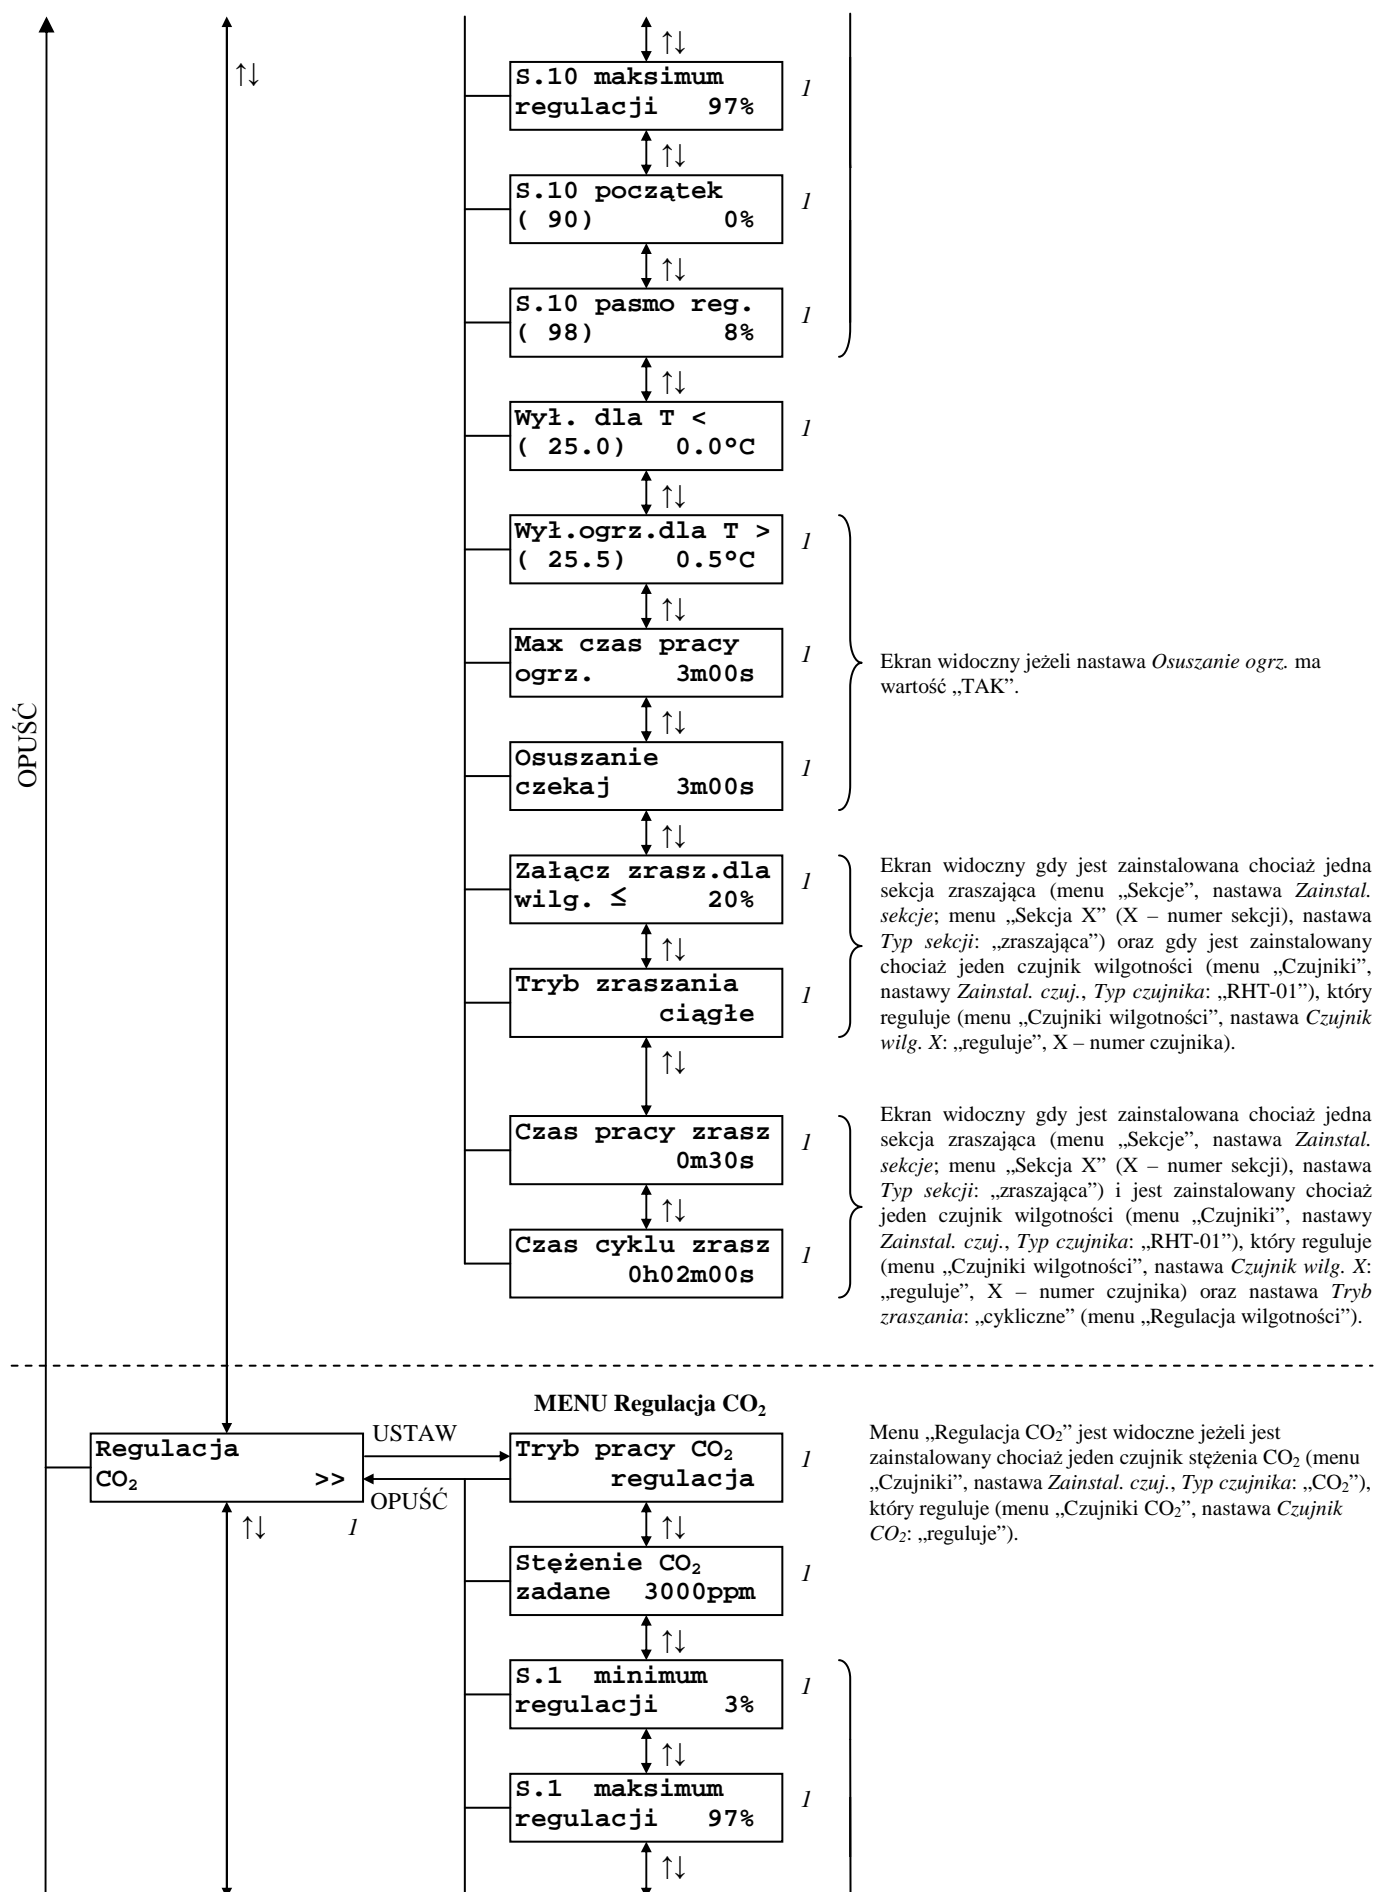 ↑↓
↑↓
S.10 maksimum
regulacji 97%
1
↑↓
S.10 początek
( 90) 0%
1
↑↓
S.10 pasmo reg.
( 98) 8%
1
↑↓
Wył. dla T <
( 25.0) 0.0°C
1
↑↓
Wył.ogrz.dla T >
( 25.5) 0.5°C
1
↑↓
Max czas pracy
ogrz. 3m00s
1
Ekran widoczny jeżeli nastawa Osuszanie ogrz. ma
wartość „TAK”.
↑↓
OPUŚĆ
Osuszanie
czekaj 3m00s
1
↑↓
Załącz zrasz.dla
wilg. ≤ 20%
1
↑↓
Tryb zraszania
ciągłe
1
Ekran widoczny gdy jest zainstalowana chociaż jedna
sekcja zraszająca (menu „Sekcje”, nastawa Zainstal.
sekcje; menu „Sekcja X” (X – numer sekcji), nastawa
Typ sekcji: „zraszająca”) oraz gdy jest zainstalowany
chociaż jeden czujnik wilgotności (menu „Czujniki”,
nastawy Zainstal. czuj., Typ czujnika: „RHT-01”), który
reguluje (menu „Czujniki wilgotności”, nastawa Czujnik
wilg. X: „reguluje”, X – numer czujnika).
↑↓
Czas pracy zrasz
0m30s
1
↑↓
Czas cyklu zrasz
0h02m00s
1
Ekran widoczny gdy jest zainstalowana chociaż jedna
sekcja zraszająca (menu „Sekcje”, nastawa Zainstal.
sekcje; menu „Sekcja X” (X – numer sekcji), nastawa
Typ sekcji: „zraszająca”) i jest zainstalowany chociaż
jeden czujnik wilgotności (menu „Czujniki”, nastawy
Zainstal. czuj., Typ czujnika: „RHT-01”), który reguluje
(menu „Czujniki wilgotności”, nastawa Czujnik wilg. X:
„reguluje”, X – numer czujnika) oraz nastawa Tryb
zraszania: „cykliczne” (menu „Regulacja wilgotności”).
MENU Regulacja CO₂
Regulacja
CO₂ >>
↑↓ 1
USTAW
OPUŚĆ
Tryb pracy CO₂
regulacja
1
Menu „Regulacja CO₂” jest widoczne jeżeli jest
zainstalowany chociaż jeden czujnik stężenia CO₂ (menu
„Czujniki”, nastawa Zainstal. czuj., Typ czujnika: „CO₂”),
który reguluje (menu „Czujniki CO₂”, nastawa Czujnik
CO₂: „reguluje”).
↑↓
Stężenie CO₂
zadane 3000ppm
1
↑↓
S.1 minimum
regulacji 3%
1
↑↓
S.1 maksimum
regulacji 97%
1
↑↓